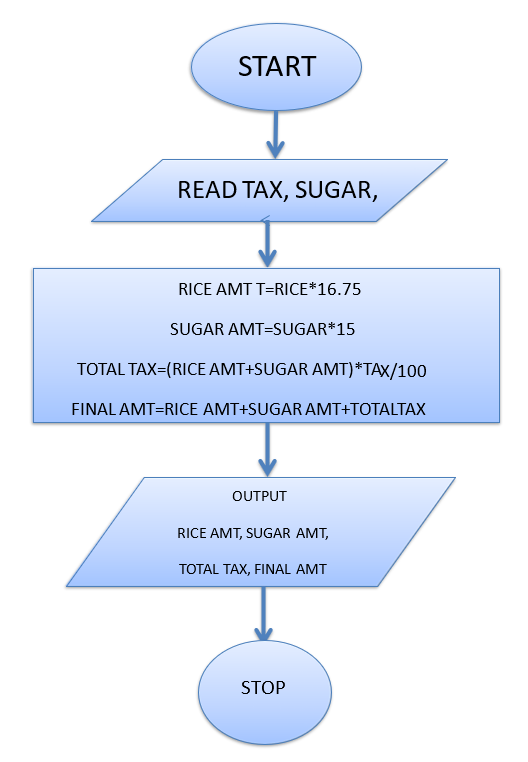 START
READ TAX, SUGAR,
RICE AMT T=RICE*16.75
SUGAR AMT=SUGAR*15
TOTAL TAX=(RICE AMT+SUGAR AMT)*TAX/100
FINAL AMT=RICE AMT+SUGAR AMT+TOTALTAX
OUTPUT
RICE AMT, SUGAR AMT,
TOTAL TAX, FINAL AMT
STOP